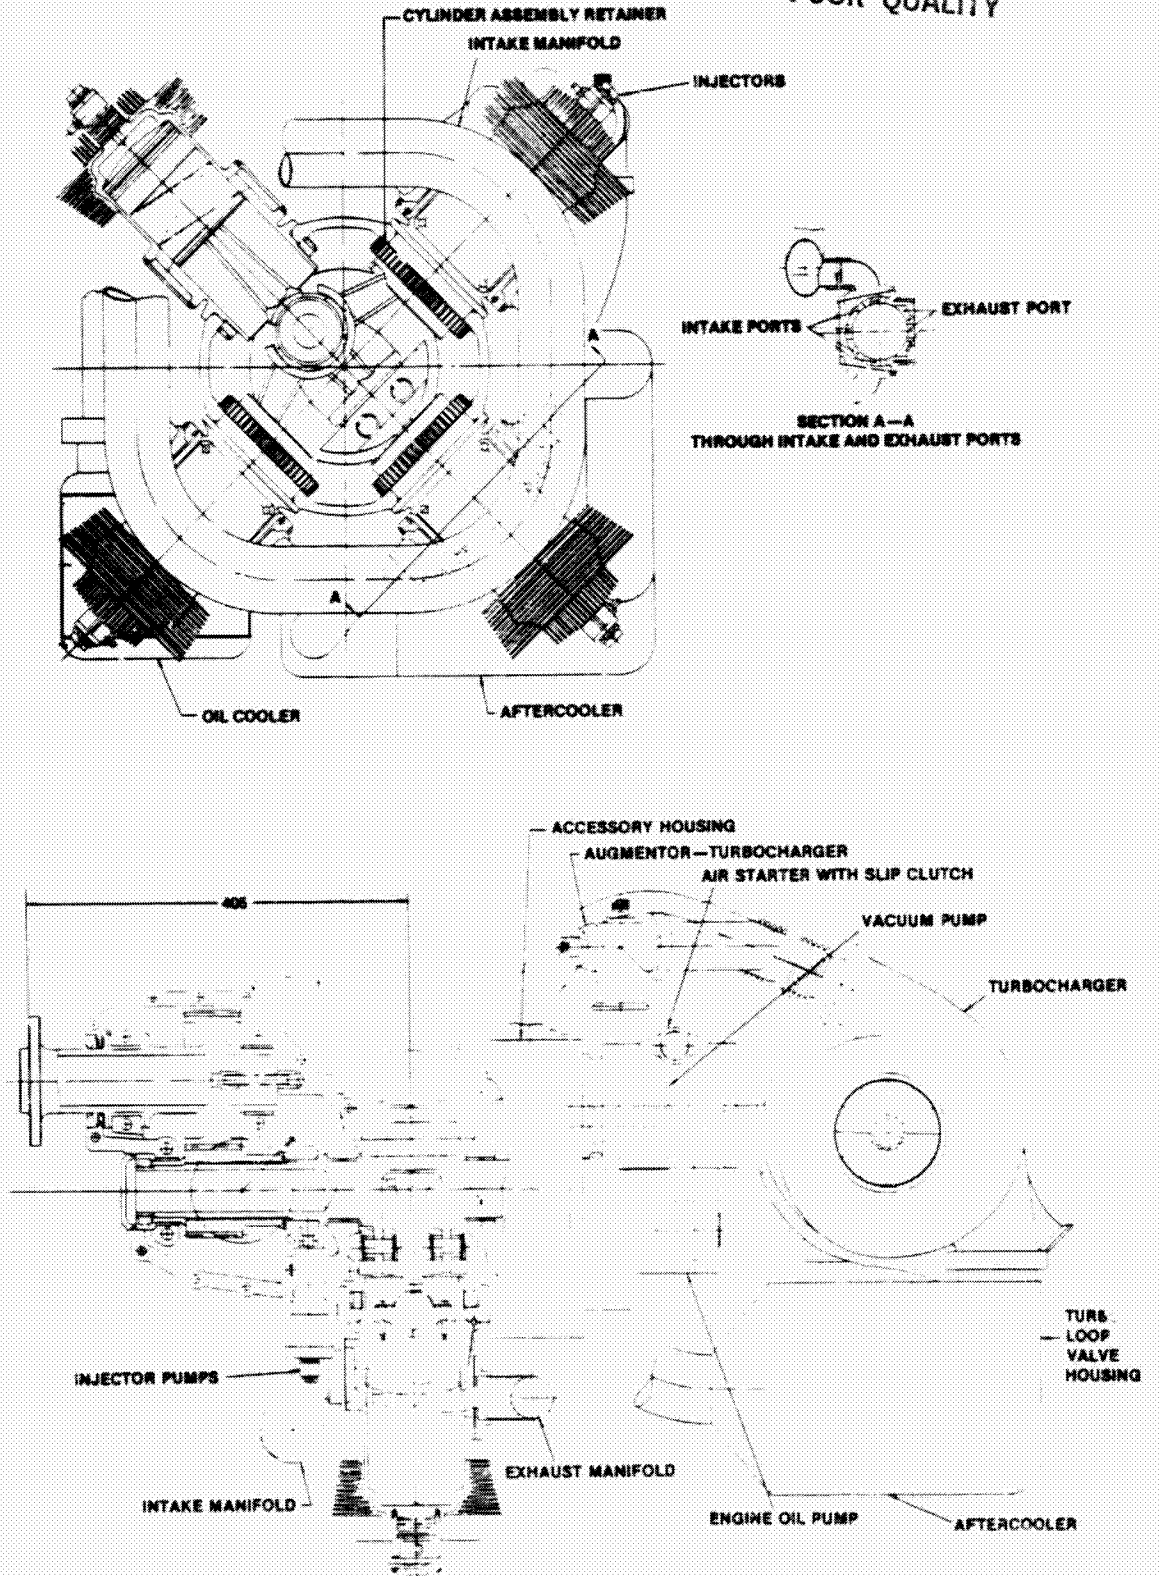 QUALITY
CYLINDER ASSEMBLY RETAINER
INTAKE MANIFOLD
INJECTORS
A
INTAKE PORTS
EXHAUST PORT
SECTION A—A
THROUGH INTAKE AND EXHAUST PORTS
A
OIL COOLER
AFTERCOOLER
ACCESSORY HOUSING
AUGMENTOR—TURBOCHARGER
AIR STARTER WITH SLIP CLUTCH
405
VACUUM PUMP
TURBOCHARGER
TURB
LOOP
VALVE
HOUSING
INJECTOR PUMPS
EXHAUST MANIFOLD
INTAKE MANIFOLD
ENGINE OIL PUMP
AFTERCOOLER